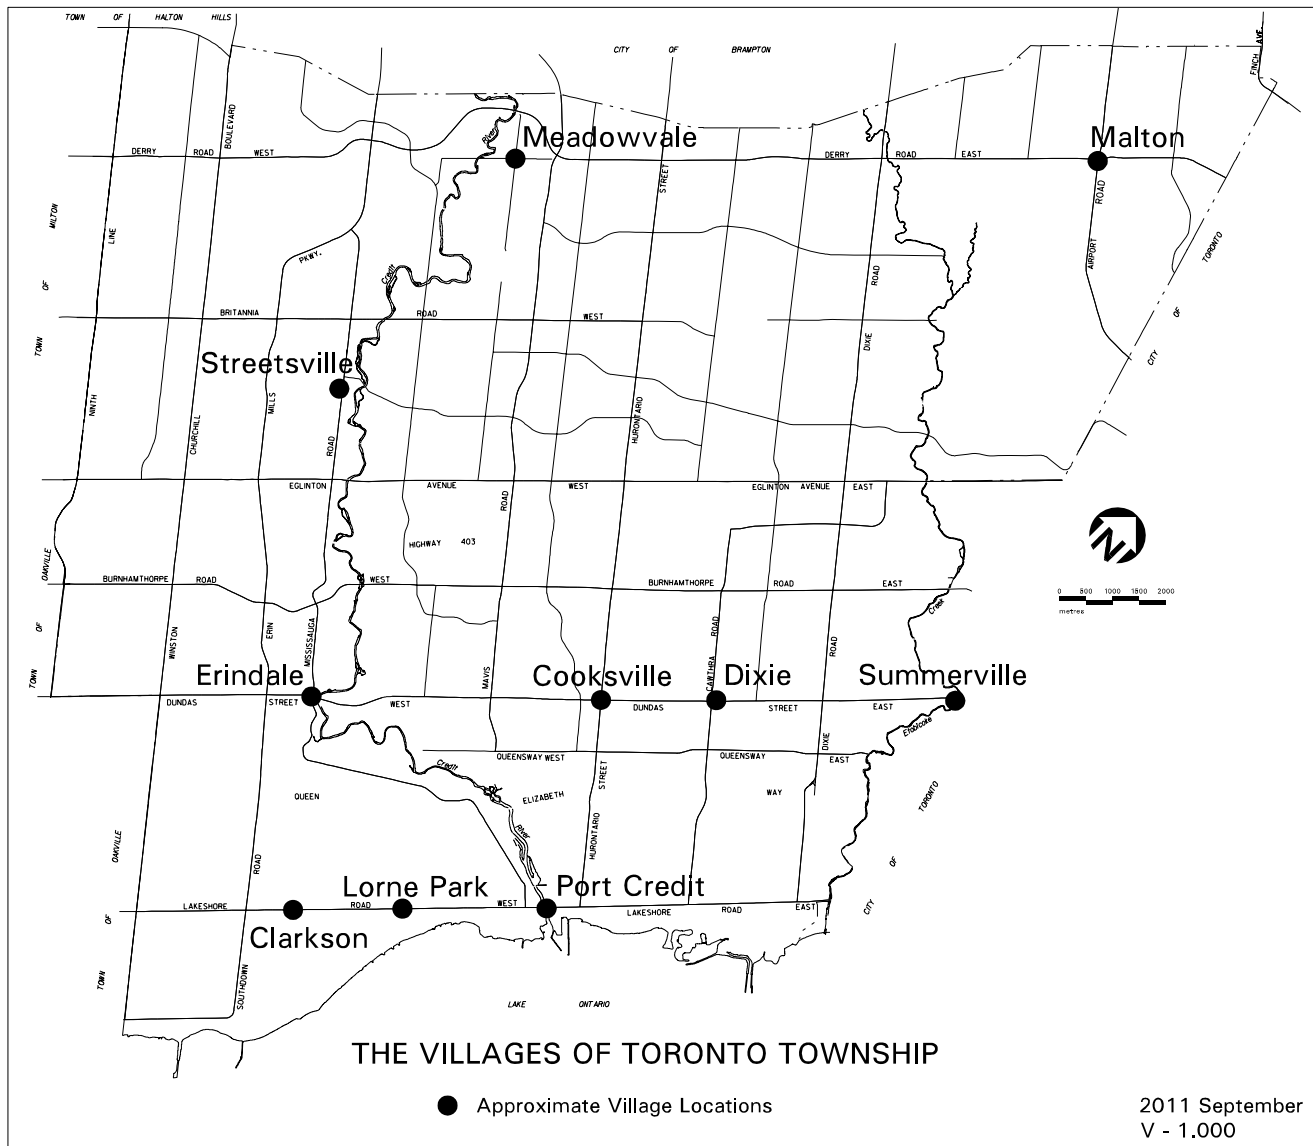 TOWN OF HALTON HILLS
CITY OF BRAMPTON
FINCH AVE.
BOULEVARD
River
Meadowvale
Malton
DERRY ROAD WEST
DERRY ROAD EAST
STREET
ROAD
MILTON
LINE
PKWY.
Credit
ROAD
AIRPORT
TORONTO
OF
BRITANNIA ROAD WEST
OF
DIXIE
TOWN
Streetsville
CITY
NINTH
MILLS
CHURCHILL
ROAD
HURONTARIO
EGLINTON AVENUE WEST
EGLINTON AVENUE EAST
ROAD
HIGHWAY 403
N
OAKVILLE
BURNHAMTHORPE ROAD WEST
BURNHAMTHORPE ROAD EAST
0 500 1000 1500 2000
metres
Creek
OF
WINSTON
ERIN
MISSISSAUGA
ROAD
ROAD
TOWN
Erindale
MAVIS
Cooksville
CAWTHRA
Dixie
Summerville
DUNDAS STREET WEST
DUNDAS STREET EAST
Etobicoke
DIXIE
QUEENSWAY WEST
QUEENSWAY EAST
Credit
STREET
QUEEN ELIZABETH WAY
TORONTO
River
HURONTARIO
OAKVILLE
ROAD
OF
Lorne Park
Port Credit
LAKESHORE ROAD WEST
LAKESHORE ROAD EAST
CITY
OF
Clarkson
TOWN
SOUTHDOWN
LAKE ONTARIO
THE VILLAGES OF TORONTO TOWNSHIP
Approximate Village Locations
2011 September
V - 1.000